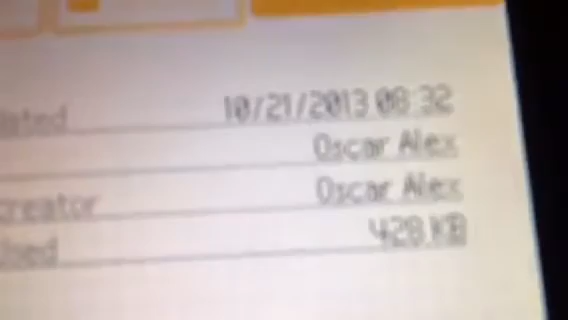 10/21/2013 08:32
Oscar Alex
creator Oscar Alex
428 KB